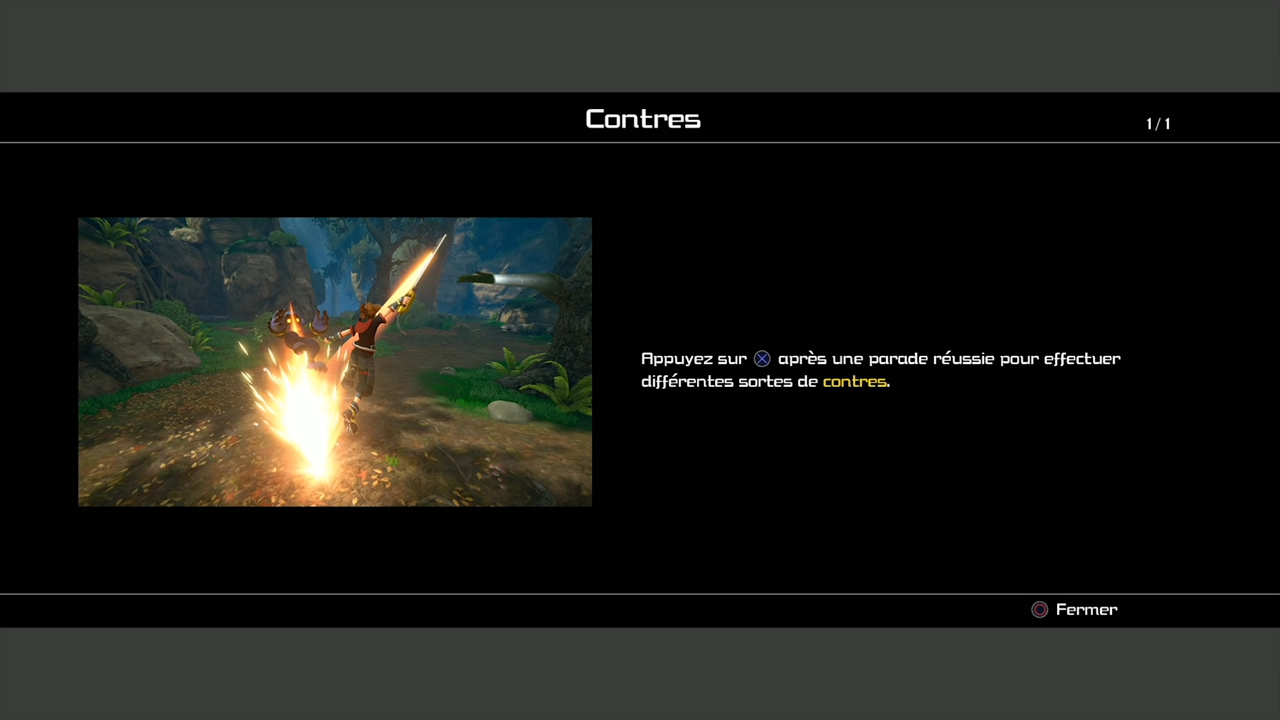 Contres
1/1
Appuyez sur ⓧ après une parade réussie pour effectuer
différentes sortes de contres.
Fermer